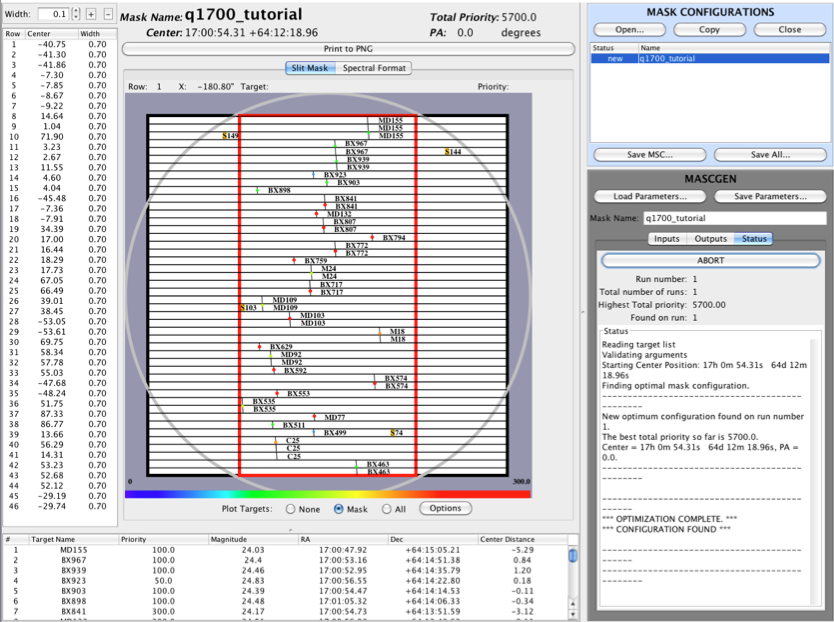 Width: 0.1 + -
Row Center Width
1 -40.75 0.70
2 -41.30 0.70
3 -41.86 0.70
4 -7.30 0.70
5 -7.85 0.70
6 -8.67 0.70
7 -9.22 0.70
8 14.64 0.70
9 1.04 0.70
10 71.90 0.70
11 3.23 0.70
12 2.67 0.70
13 11.55 0.70
14 4.60 0.70
15 4.04 0.70
16 -45.48 0.70
17 -7.36 0.70
18 -7.91 0.70
19 34.39 0.70
20 17.00 0.70
21 16.44 0.70
22 18.29 0.70
23 17.73 0.70
24 67.05 0.70
25 66.49 0.70
26 39.01 0.70
27 38.45 0.70
28 -53.05 0.70
29 -53.61 0.70
30 69.75 0.70
31 58.34 0.70
32 57.78 0.70
33 55.03 0.70
34 -47.68 0.70
35 -48.24 0.70
36 51.75 0.70
37 87.33 0.70
38 86.77 0.70
39 13.66 0.70
40 56.29 0.70
41 14.31 0.70
42 53.23 0.70
43 52.68 0.70
44 52.12 0.70
45 -29.19 0.70
46 -29.74 0.70
Mask Name: q1700_tutorial Total Priority: 5700.0
Center: 17:00:54.31 +64:12:18.96 PA: 0.0 degrees
Print to PNG
Slit Mask Spectral Format
Row: 1 X: -180.80" Target: Priority:
MD155
MD155
S149 MD155
BX967
BX967 S144
BX939
BX939
BX923
BX903
BX898
BX841
BX841
MD132
BX807
BX807
BX794
BX772
BX772
BX759
M24
M24
BX717
BX717
MD109
S103 MD109
MD103
MD103
M18
M18
BX629
MD92
MD92
BX592
BX574
BX574
BX553
BX535
BX535
MD77
BX511
BX499 S74
C25
C25
C25
BX463
BX463
0 300.0
Plot Targets: None Mask All Options
# Target Name Priority Magnitude RA Dec Center Distance
1 MD155 100.0 24.03 17:00:47.92 +64:15:05.21 -5.29
2 BX967 100.0 24.4 17:00:53.16 +64:14:51.38 0.84
3 BX939 100.0 24.46 17:00:52.95 +64:14:35.79 1.20
4 BX923 50.0 24.83 17:00:56.55 +64:14:22.80 0.18
5 BX903 100.0 24.39 17:00:54.47 +64:14:14.53 -0.11
6 BX898 100.0 24.48 17:01:05.32 +64:14:06.33 -0.34
7 BX841 300.0 24.17 17:00:54.73 +64:13:51.59 -3.12
MASK CONFIGURATIONS
Open... Copy Close
Status Name
new q1700_tutorial
Save MSC... Save All...
MASCGEN
Load Parameters... Save Parameters...
Mask Name: q1700_tutorial
Inputs Outputs Status
ABORT
Run number: 1
Total number of runs: 1
Highest Total priority: 5700.00
Found on run: 1
Status
Reading target list
Validating arguments
Starting Center Position: 17h 0m 54.31s 64d 12m
18.96s
Finding optimal mask configuration.
New optimum configuration found on run number
1.
The best total priority so far is 5700.0.
Center = 17h 0m 54.31s 64d 12m 18.96s, PA =
0.0.
*** OPTIMIZATION COMPLETE. ***
*** CONFIGURATION FOUND ***